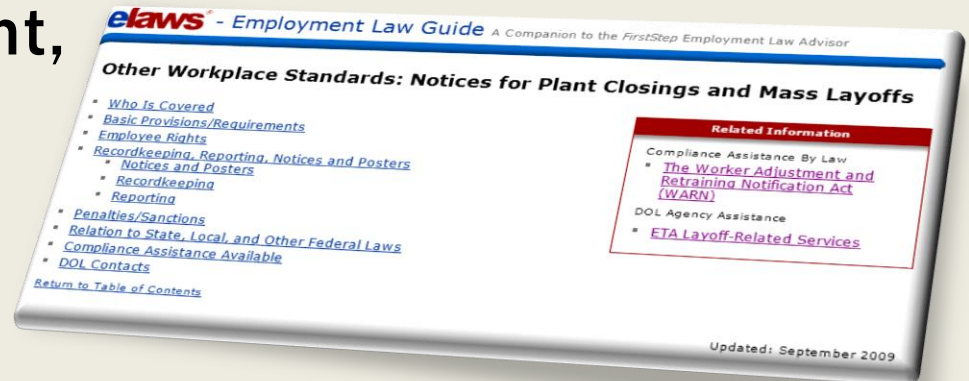 nt,
elaws - Employment Law Guide A Companion to the FirstStep Employment Law Advisor
Other Workplace Standards: Notices for Plant Closings and Mass Layoffs
Who Is Covered
Basic Provisions/Requirements
Employee Rights
Recordkeeping, Reporting, Notices and Posters
Notices and Posters
Recordkeeping
Reporting
Penalties/Sanctions
Relation to State, Local, and Other Federal Laws
Compliance Assistance Available
DOL Contacts
Return to Table of Contents
Related Information
Compliance Assistance By Law
The Worker Adjustment and
Retraining Notification Act
(WARN)
DOL Agency Assistance
ETA Layoff-Related Services
Updated: September 2009